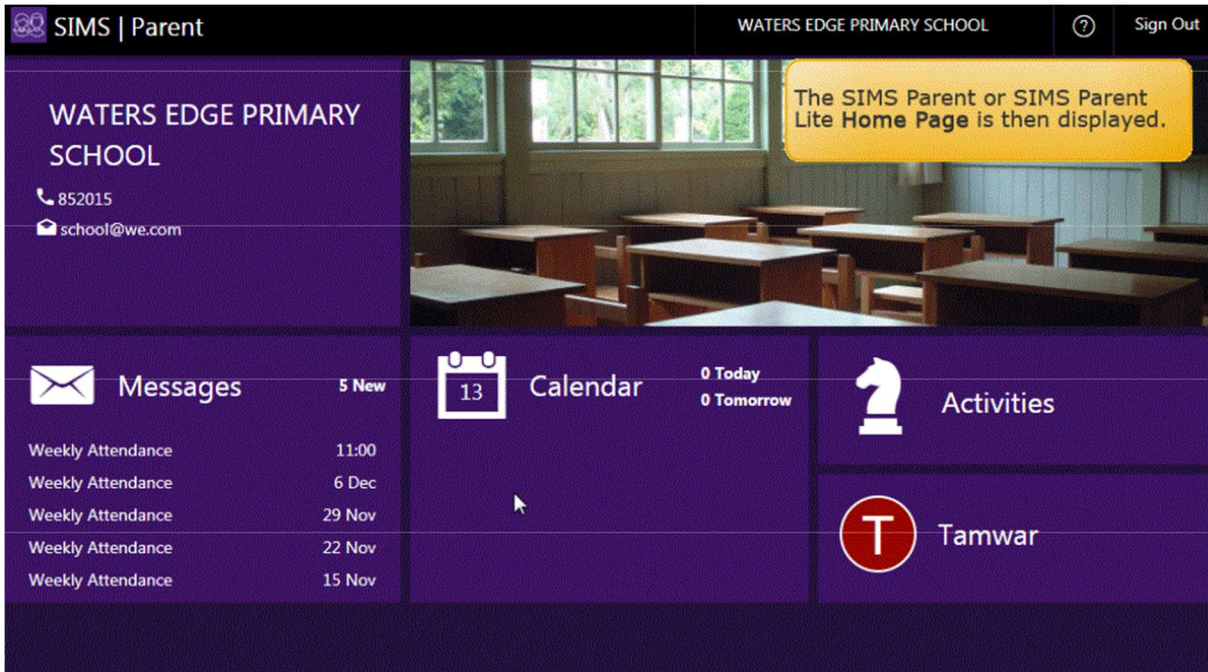 SIMS | Parent
WATERS EDGE PRIMARY SCHOOL
?
Sign Out
WATERS EDGE PRIMARY
SCHOOL
852015
school@we.com
The SIMS Parent or SIMS Parent
Lite Home Page is then displayed.
Messages
5 New
Weekly Attendance 11:00
Weekly Attendance 6 Dec
Weekly Attendance 29 Nov
Weekly Attendance 22 Nov
Weekly Attendance 15 Nov
13
Calendar
0 Today
0 Tomorrow
Activities
T
Tamwar